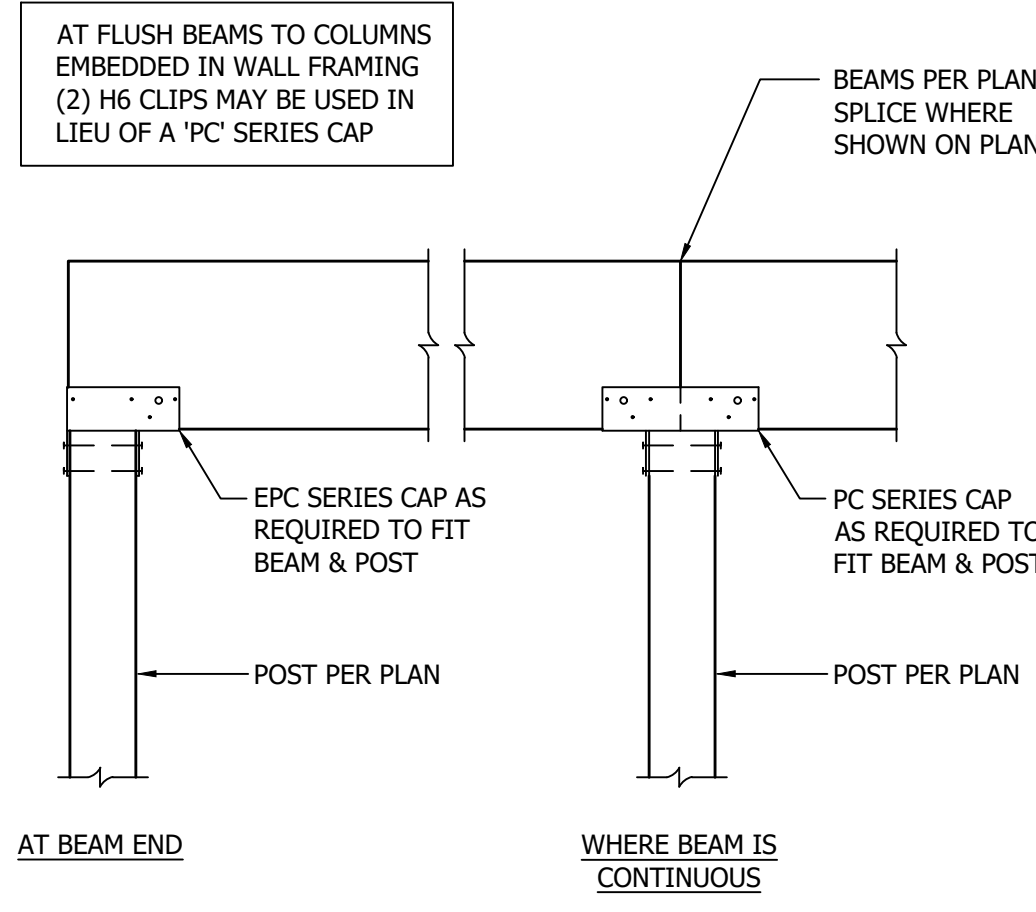 AT FLUSH BEAMS TO COLUMNS
EMBEDDED IN WALL FRAMING
(2) H6 CLIPS MAY BE USED IN
LIEU OF A 'PC' SERIES CAP
BEAMS PER PLAN
SPLICE WHERE
SHOWN ON PLAN
EPC SERIES CAP AS
REQUIRED TO FIT
BEAM & POST
PC SERIES CAP
AS REQUIRED TO
FIT BEAM & POST
POST PER PLAN
POST PER PLAN
AT BEAM END
WHERE BEAM IS
CONTINUOUS